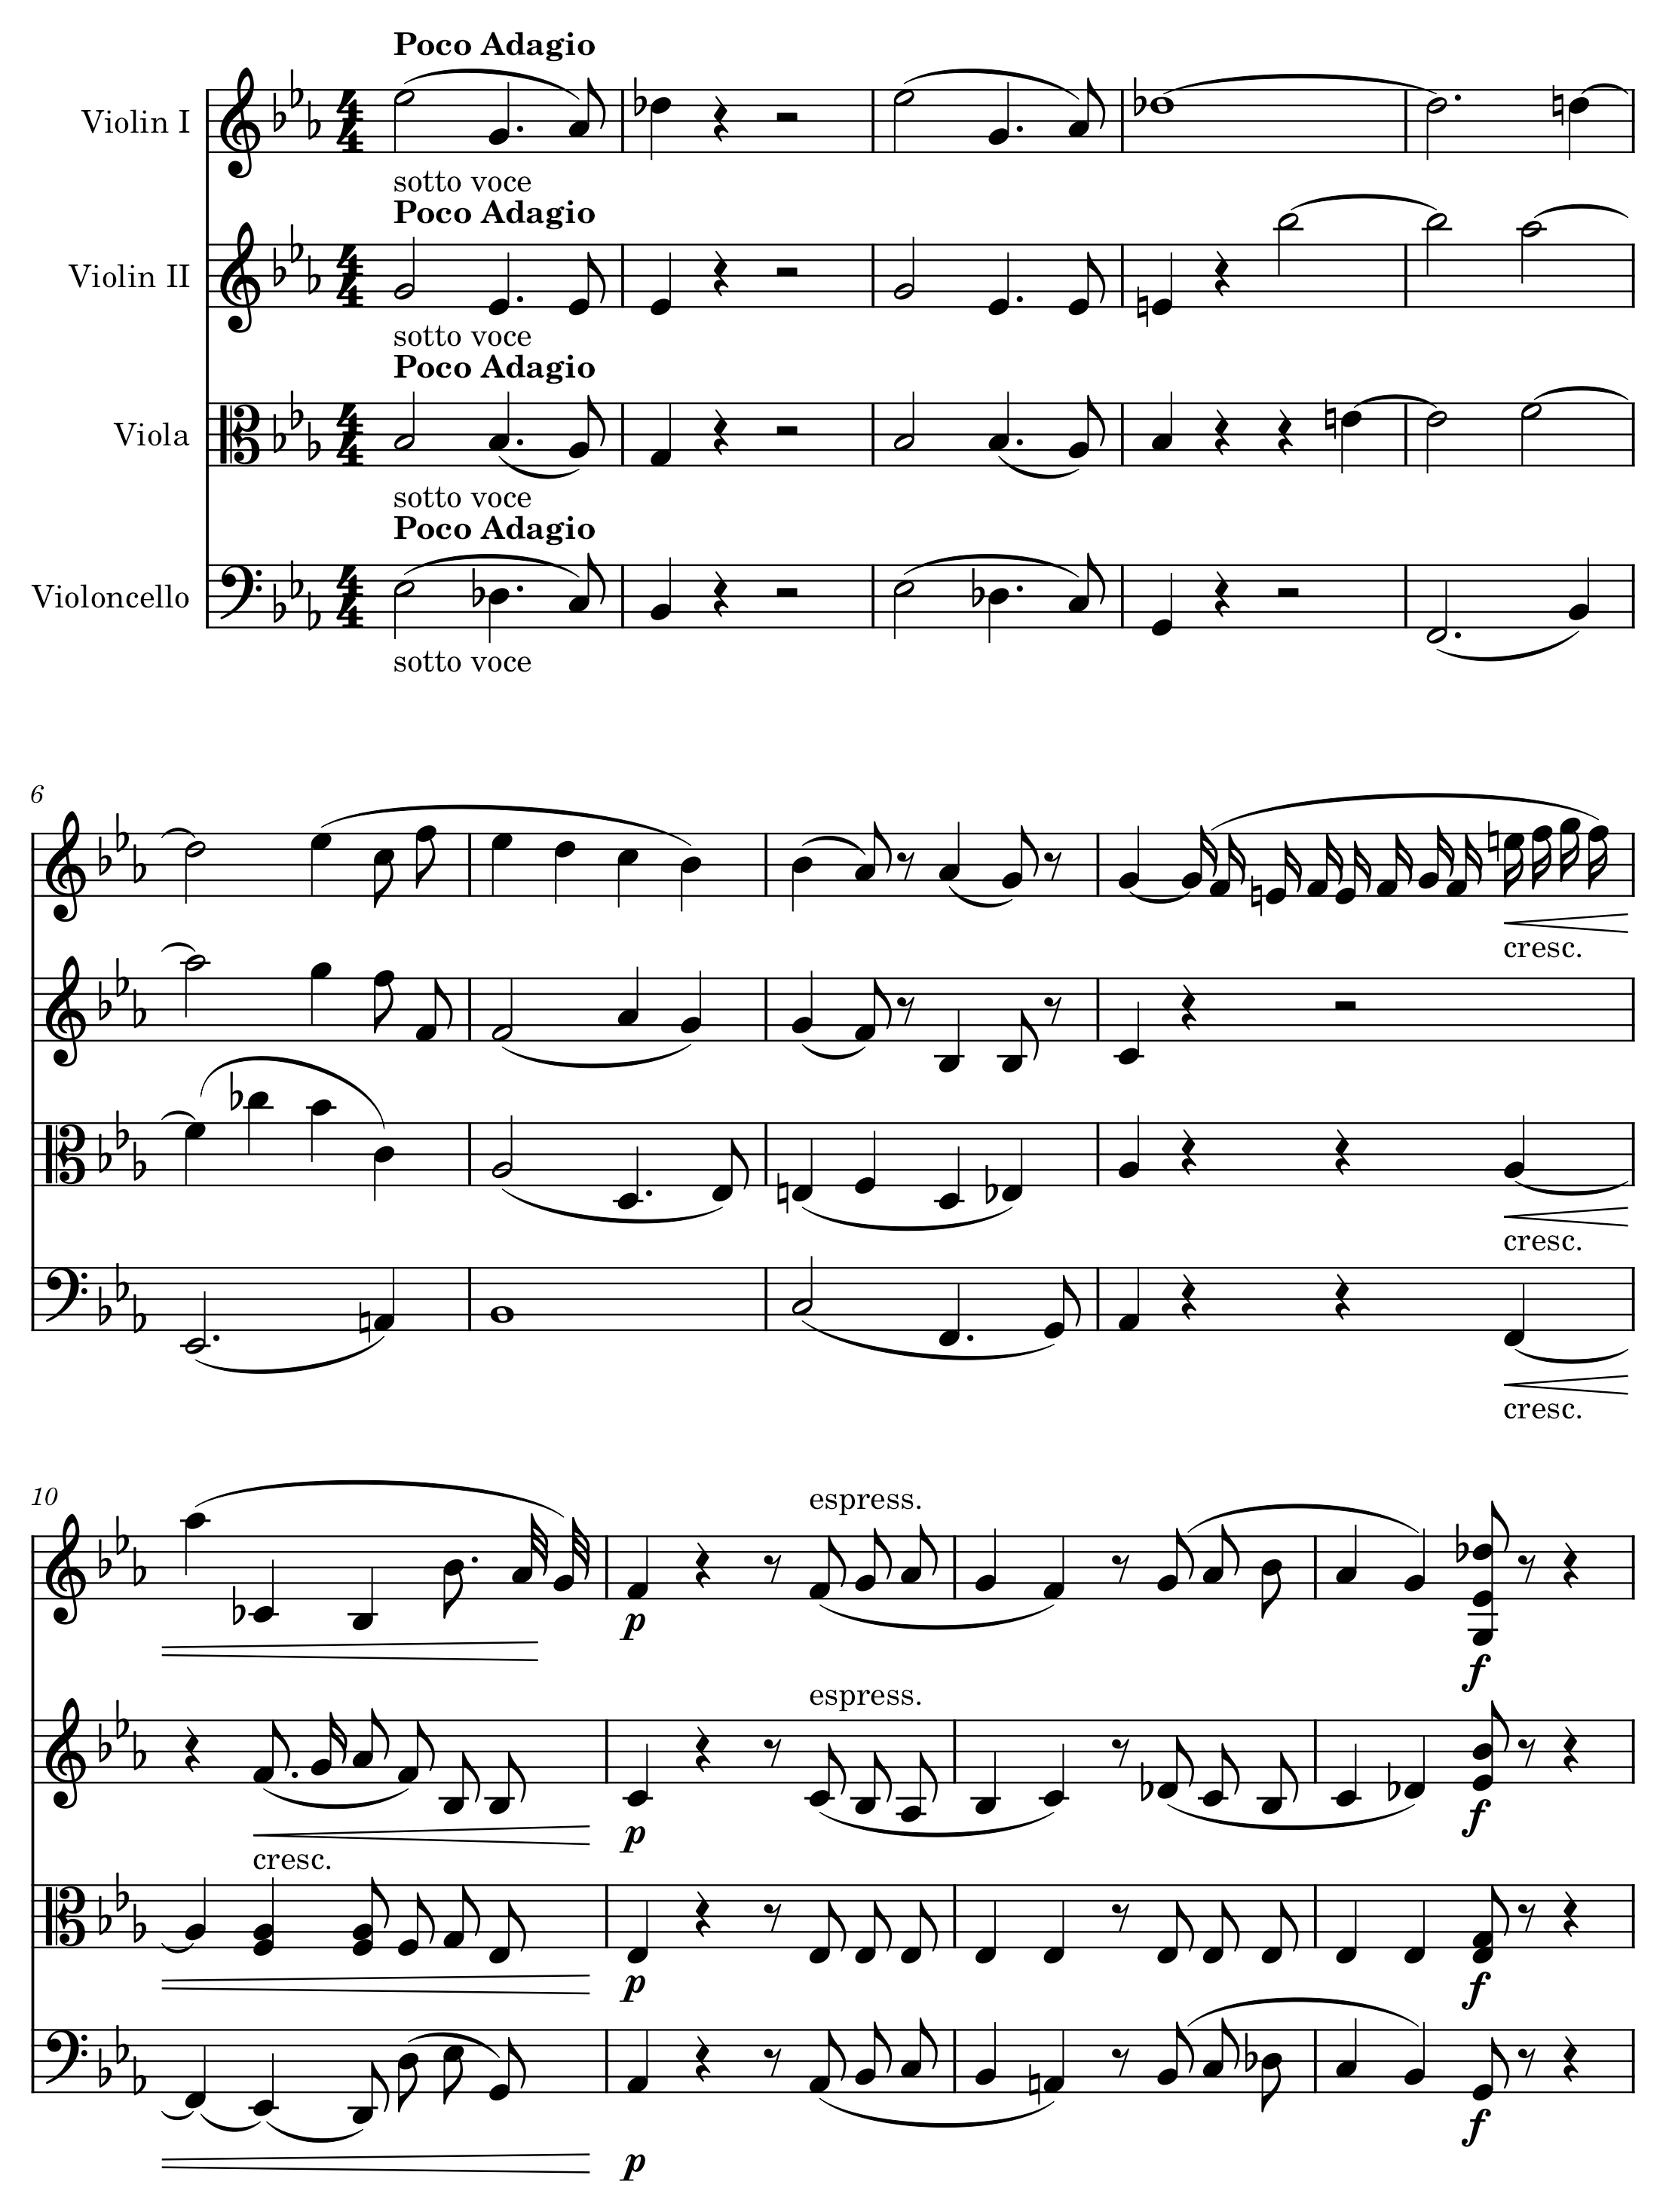 Poco Adagio
Violin I
sotto voce
Poco Adagio
Violin II
sotto voce
Poco Adagio
Viola
sotto voce
Poco Adagio
Violoncello
sotto voce
6
cresc.
cresc.
cresc.
10
espress.
p
f
espress.
cresc.
p
f
p
f
p
f